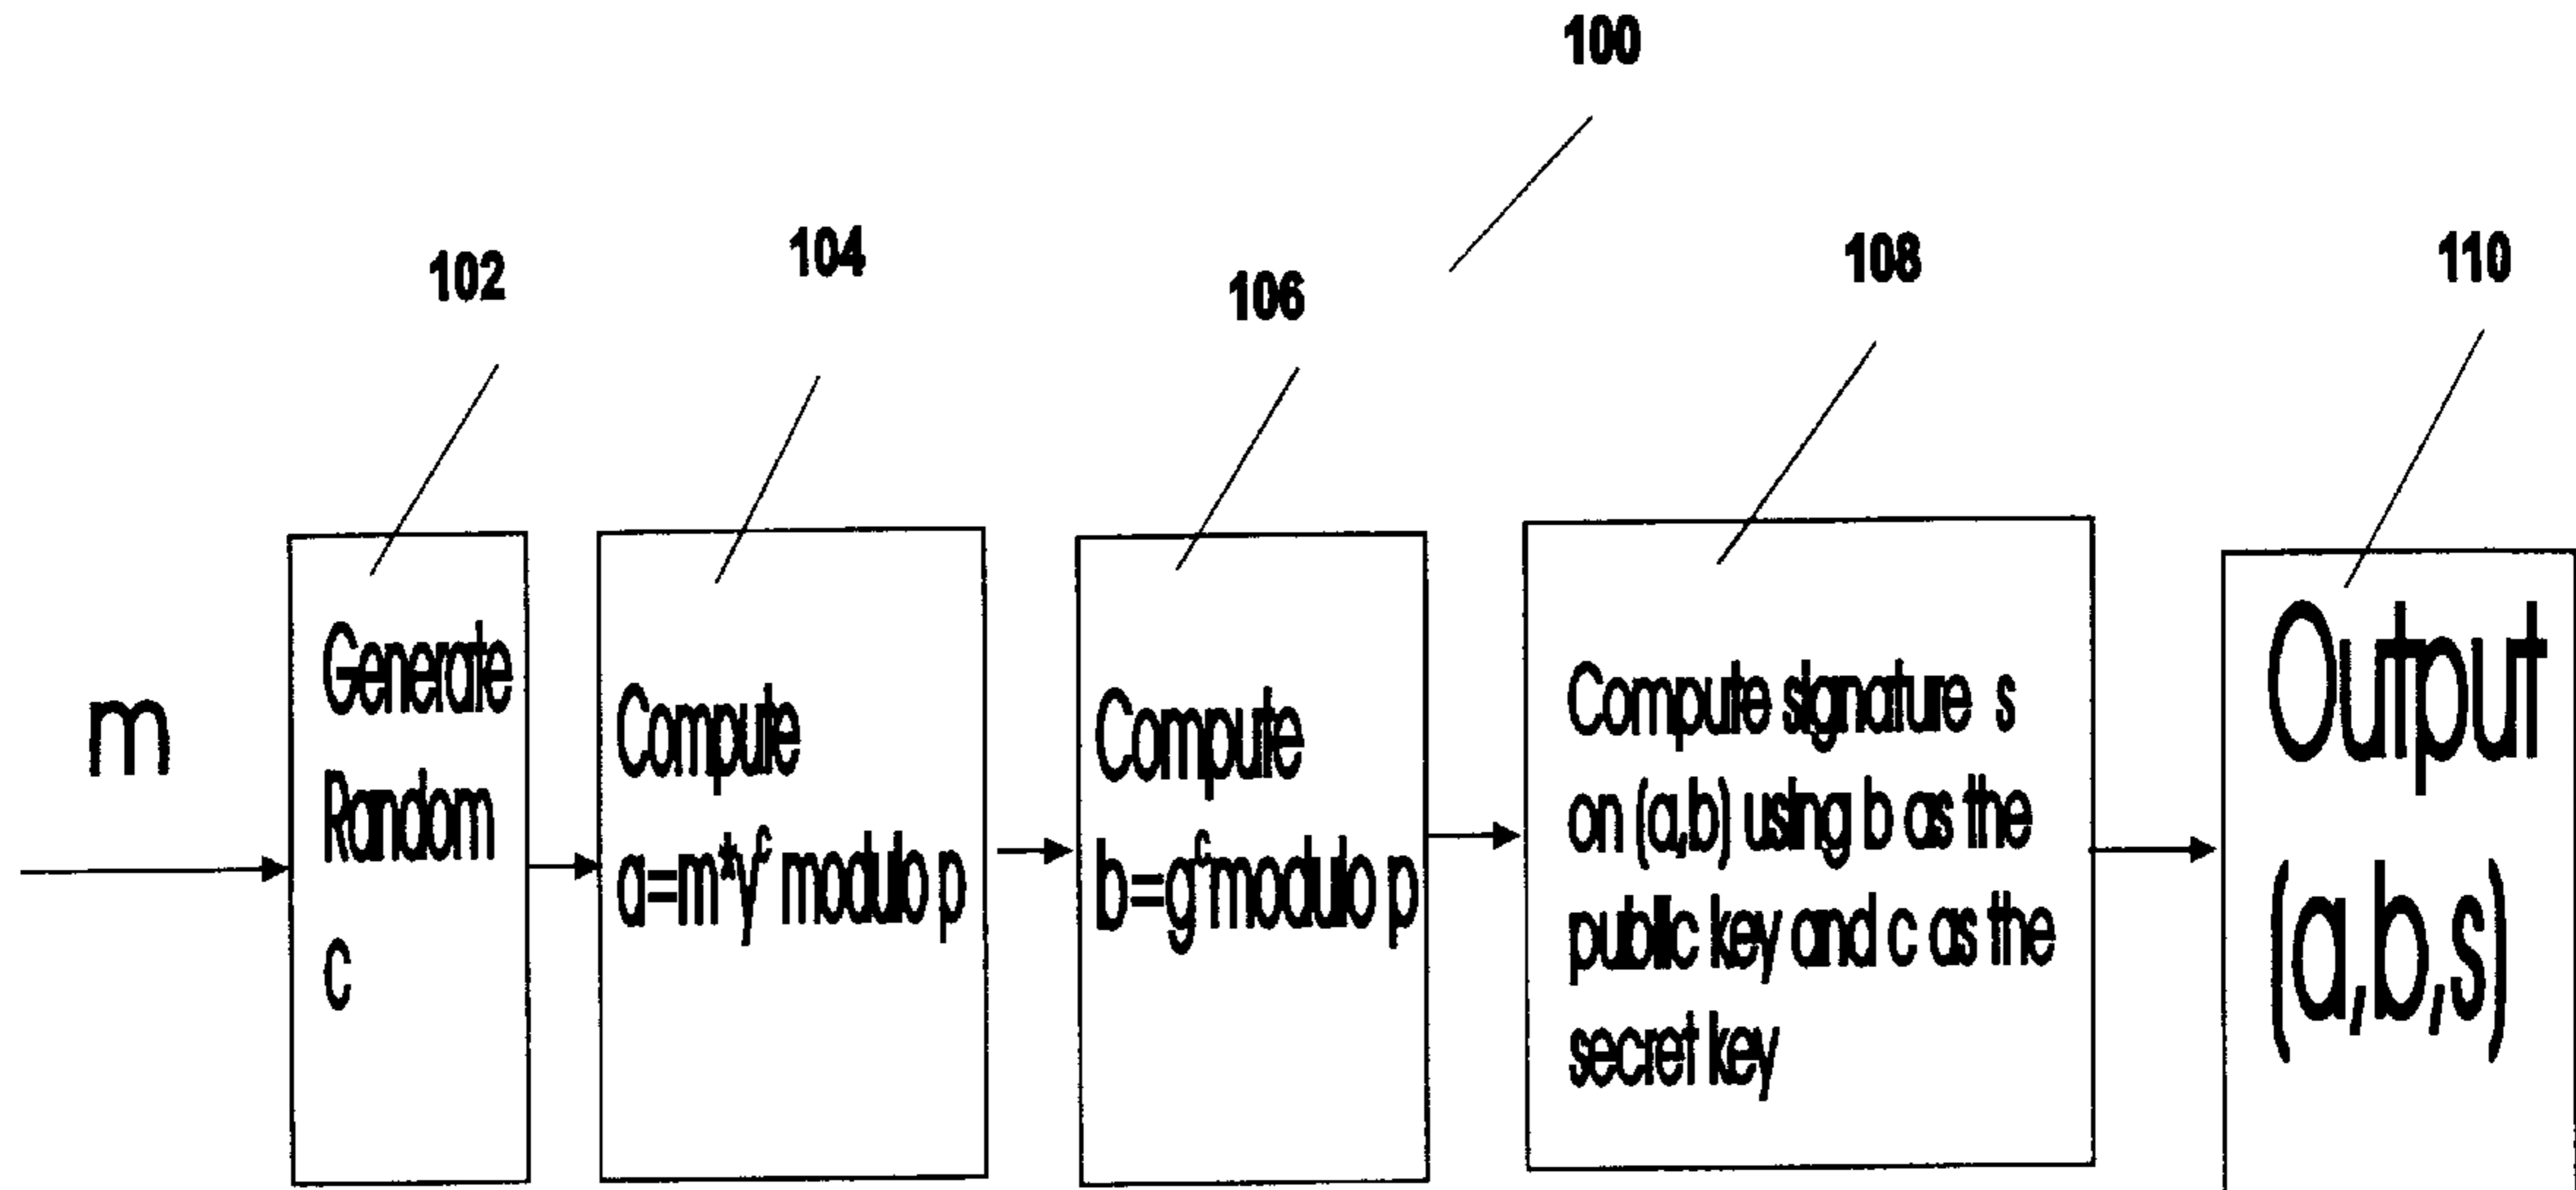 100
102
104
106
108
110
m
Generate
Random
c
Compute
a=m*y^c modulo p
Compute
b=g^c modulo p
Compute signature s
on (a,b) using b as the
public key and c as the
secret key
Output
(a,b,s)